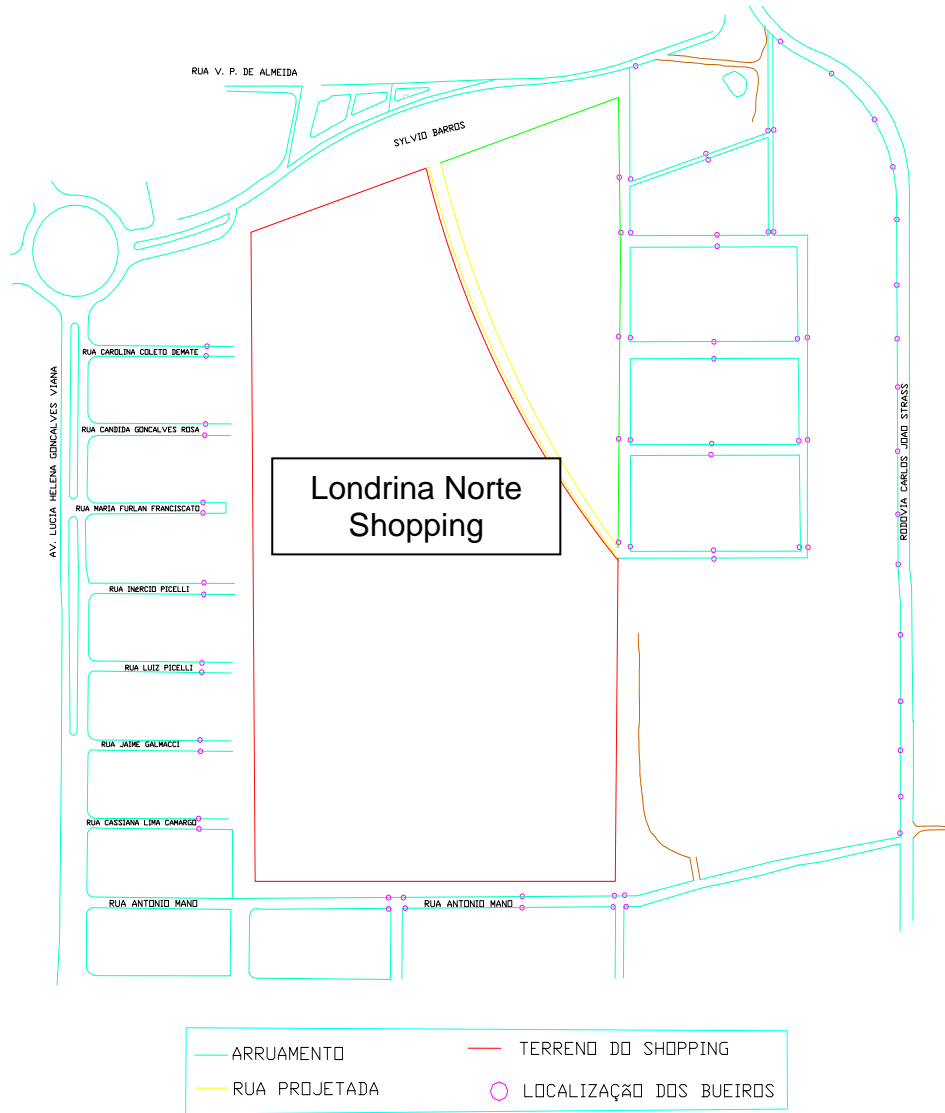 RUA V. P. DE ALMEIDA
SYLVIO BARROS
RUA CAROLINA COLETO DEMATE
AV. LUCIA HELENA GONCALVES VIANA
RODOVIA CARLOS JOAO STRASS
RUA CANDIDA GONCALVES ROSA
Londrina Norte
Shopping
RUA MARIA FURLAN FRANCISCATO
RUA INERCIO PICELLI
RUA LUIZ PICELLI
RUA JAIME GALMACCI
RUA CASSIANA LIMA CAMARGO
RUA ANTONIO MANO
RUA ANTONIO MANO
ARRUAMENTO
TERRENO DO SHOPPING
RUA PROJETADA
LOCALIZAÇÃO DOS BUEIROS